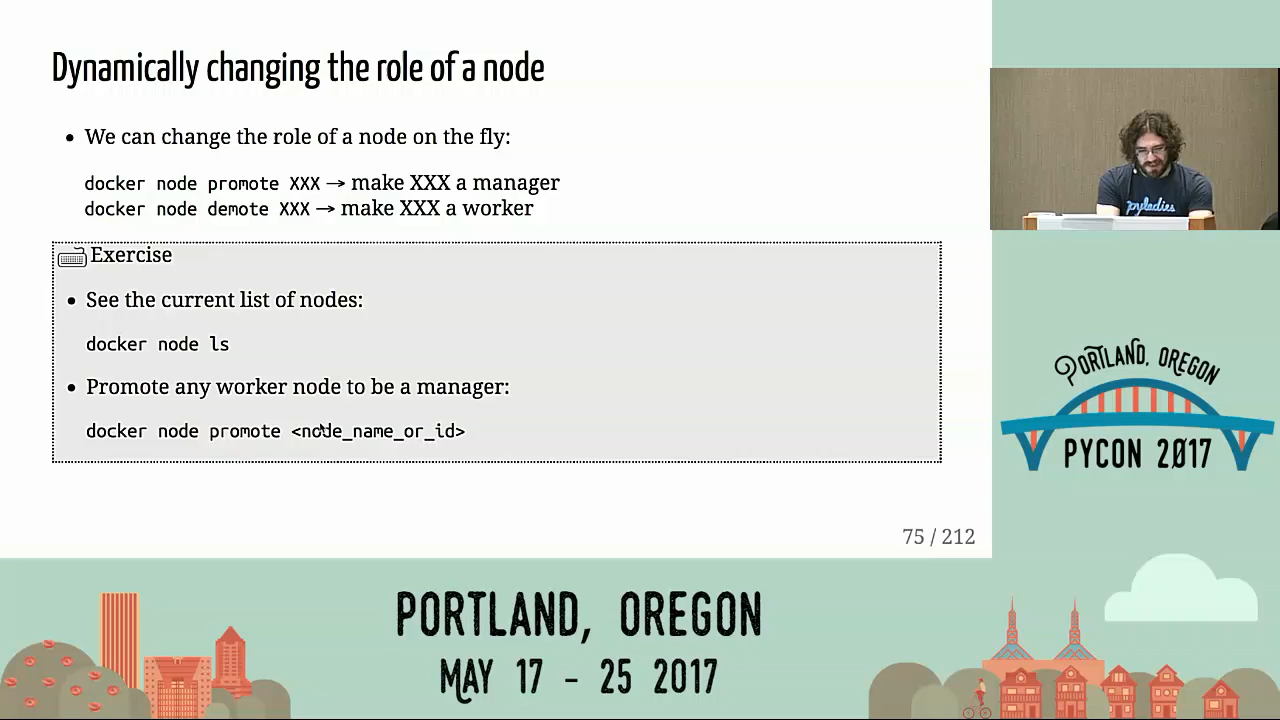 Dynamically changing the role of a node
• We can change the role of a node on the fly:
docker node promote XXX → make XXX a manager
docker node demote XXX → make XXX a worker
Exercise
• See the current list of nodes:
docker node ls
• Promote any worker node to be a manager:
docker node promote <node_name_or_id>
75 / 212
pyladies
PORTLAND, OREGON
PYCON 2017
PORTLAND, OREGON
MAY 17 - 25 2017